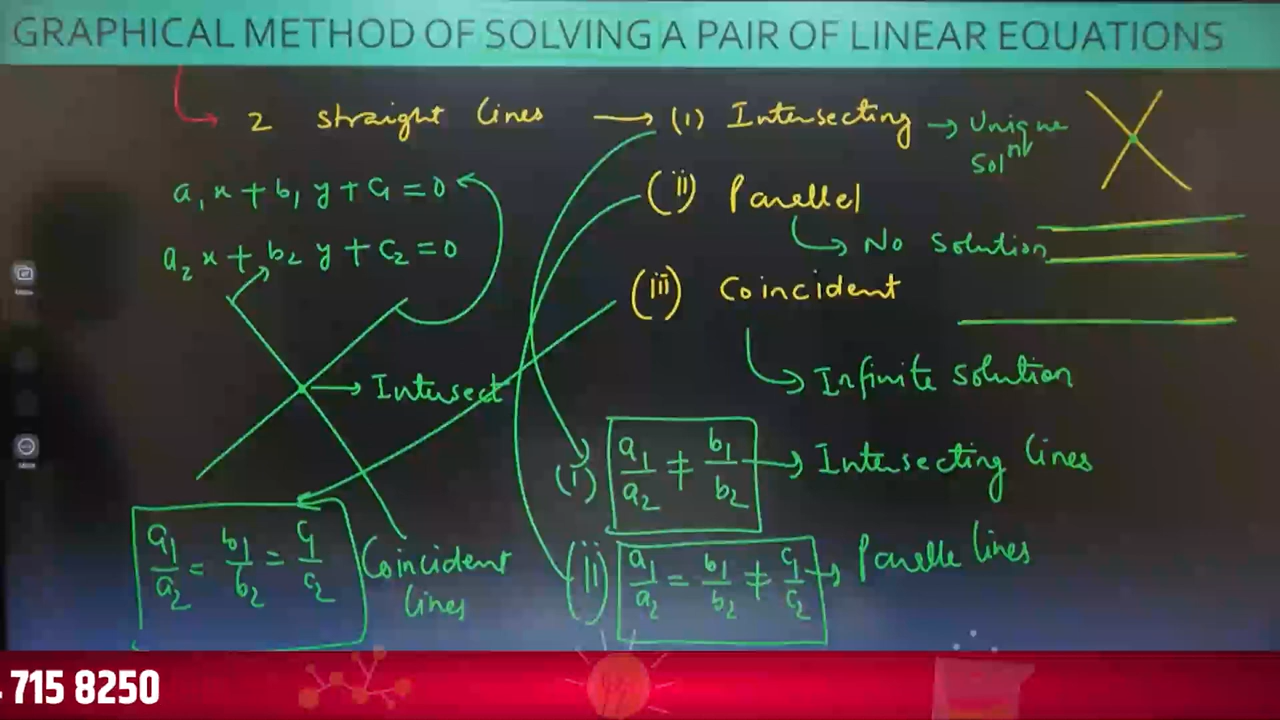 GRAPHICAL METHOD OF SOLVING A PAIR OF LINEAR EQUATIONS
2 straight lines → (i) Intersecting → Unique Solⁿ
a₁x + b₁y + c₁ = 0
(ii) Parellel
→ No Solution
a₂x + b₂y + c₂ = 0
(iii) Coincident
→ Infinite Solution
→ Intersect
(i) a₁/a₂ ≠ b₁/b₂ → Intersecting lines
a₁/a₂ = b₁/b₂ = c₁/c₂ Coincident lines
(ii) a₁/a₂ = b₁/b₂ ≠ c₁/c₂ → Parelle lines
715 8250